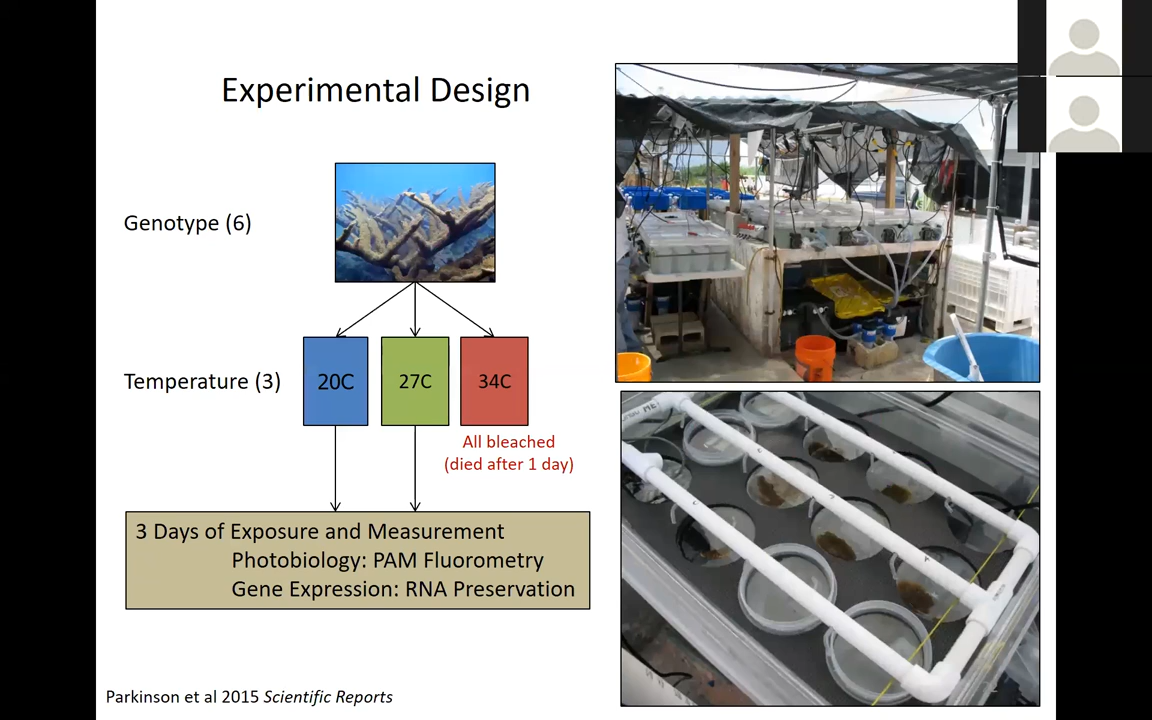 Experimental Design
Genotype (6)
Temperature (3)
20C
27C
34C
All bleached
(died after 1 day)
3 Days of Exposure and Measurement
Photobiology: PAM Fluorometry
Gene Expression: RNA Preservation
Parkinson et al 2015 Scientific Reports